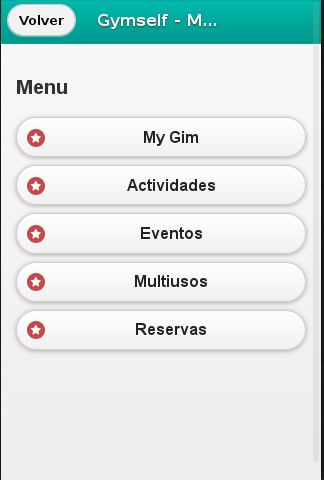 Volver
Gymself - M...
Menu
My Gim
Actividades
Eventos
Multiusos
Reservas